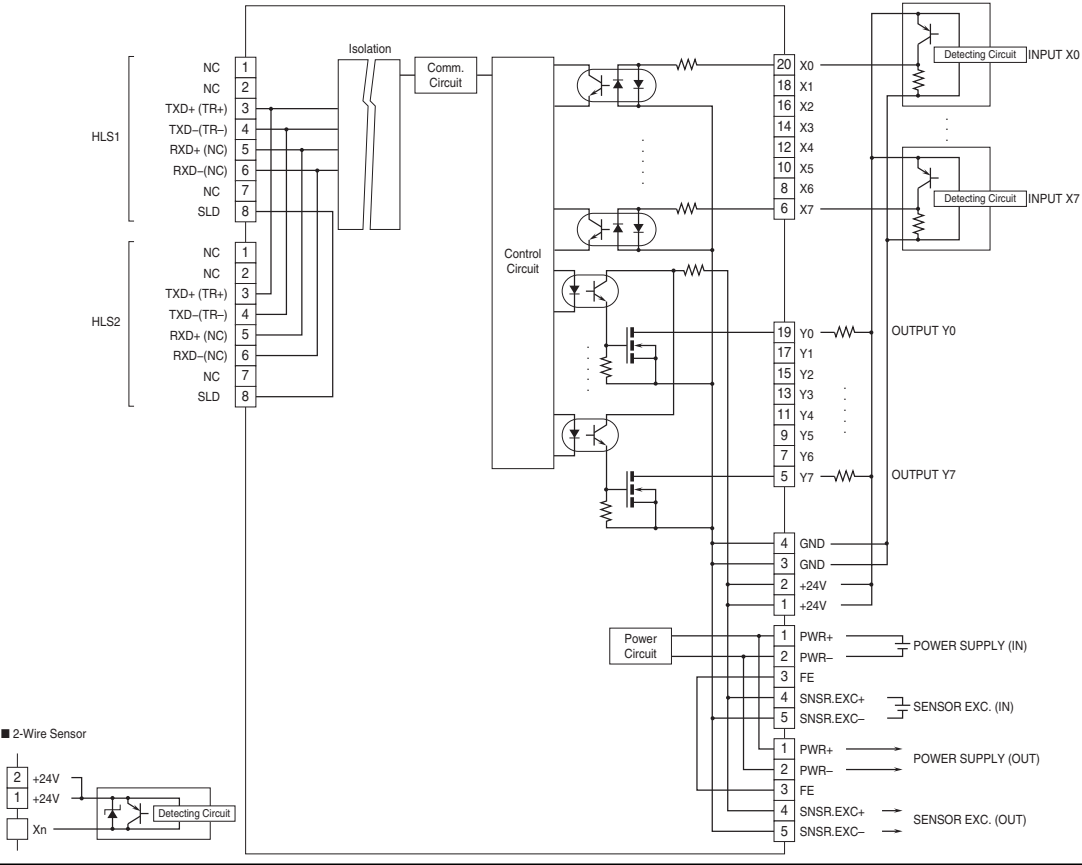 Isolation
Comm.
Circuit
Control
Circuit
Power
Circuit
HLS1
NC 1
NC 2
TXD+ (TR+) 3
TXD–(TR–) 4
RXD+ (NC) 5
RXD–(NC) 6
NC 7
SLD 8
HLS2
NC 1
NC 2
TXD+ (TR+) 3
TXD–(TR–) 4
RXD+ (NC) 5
RXD–(NC) 6
NC 7
SLD 8
20 X0
18 X1
16 X2
14 X3
12 X4
10 X5
8 X6
6 X7
Detecting Circuit INPUT X0
Detecting Circuit INPUT X7
19 Y0 OUTPUT Y0
17 Y1
15 Y2
13 Y3
11 Y4
9 Y5
7 Y6
5 Y7 OUTPUT Y7
4 GND
3 GND
2 +24V
1 +24V
1 PWR+
2 PWR–
POWER SUPPLY (IN)
3 FE
4 SNSR.EXC+
5 SNSR.EXC–
SENSOR EXC. (IN)
1 PWR+
2 PWR–
POWER SUPPLY (OUT)
3 FE
4 SNSR.EXC+
5 SNSR.EXC–
SENSOR EXC. (OUT)
■ 2-Wire Sensor
2 +24V
1 +24V
Xn
Detecting Circuit